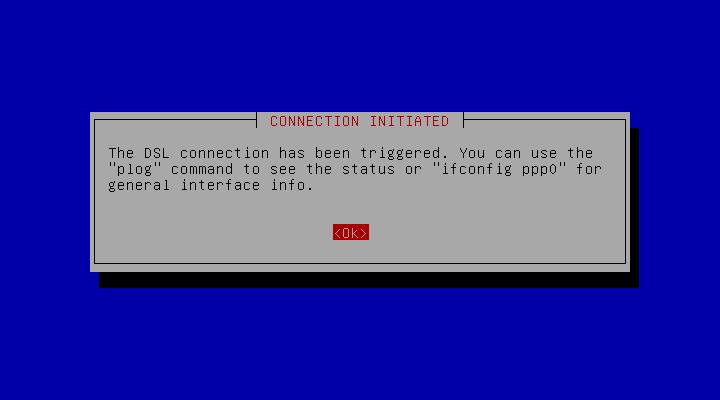 CONNECTION INITIATED
The DSL connection has been triggered. You can use the
"plog" command to see the status or "ifconfig ppp0" for
general interface info.
<Ok>